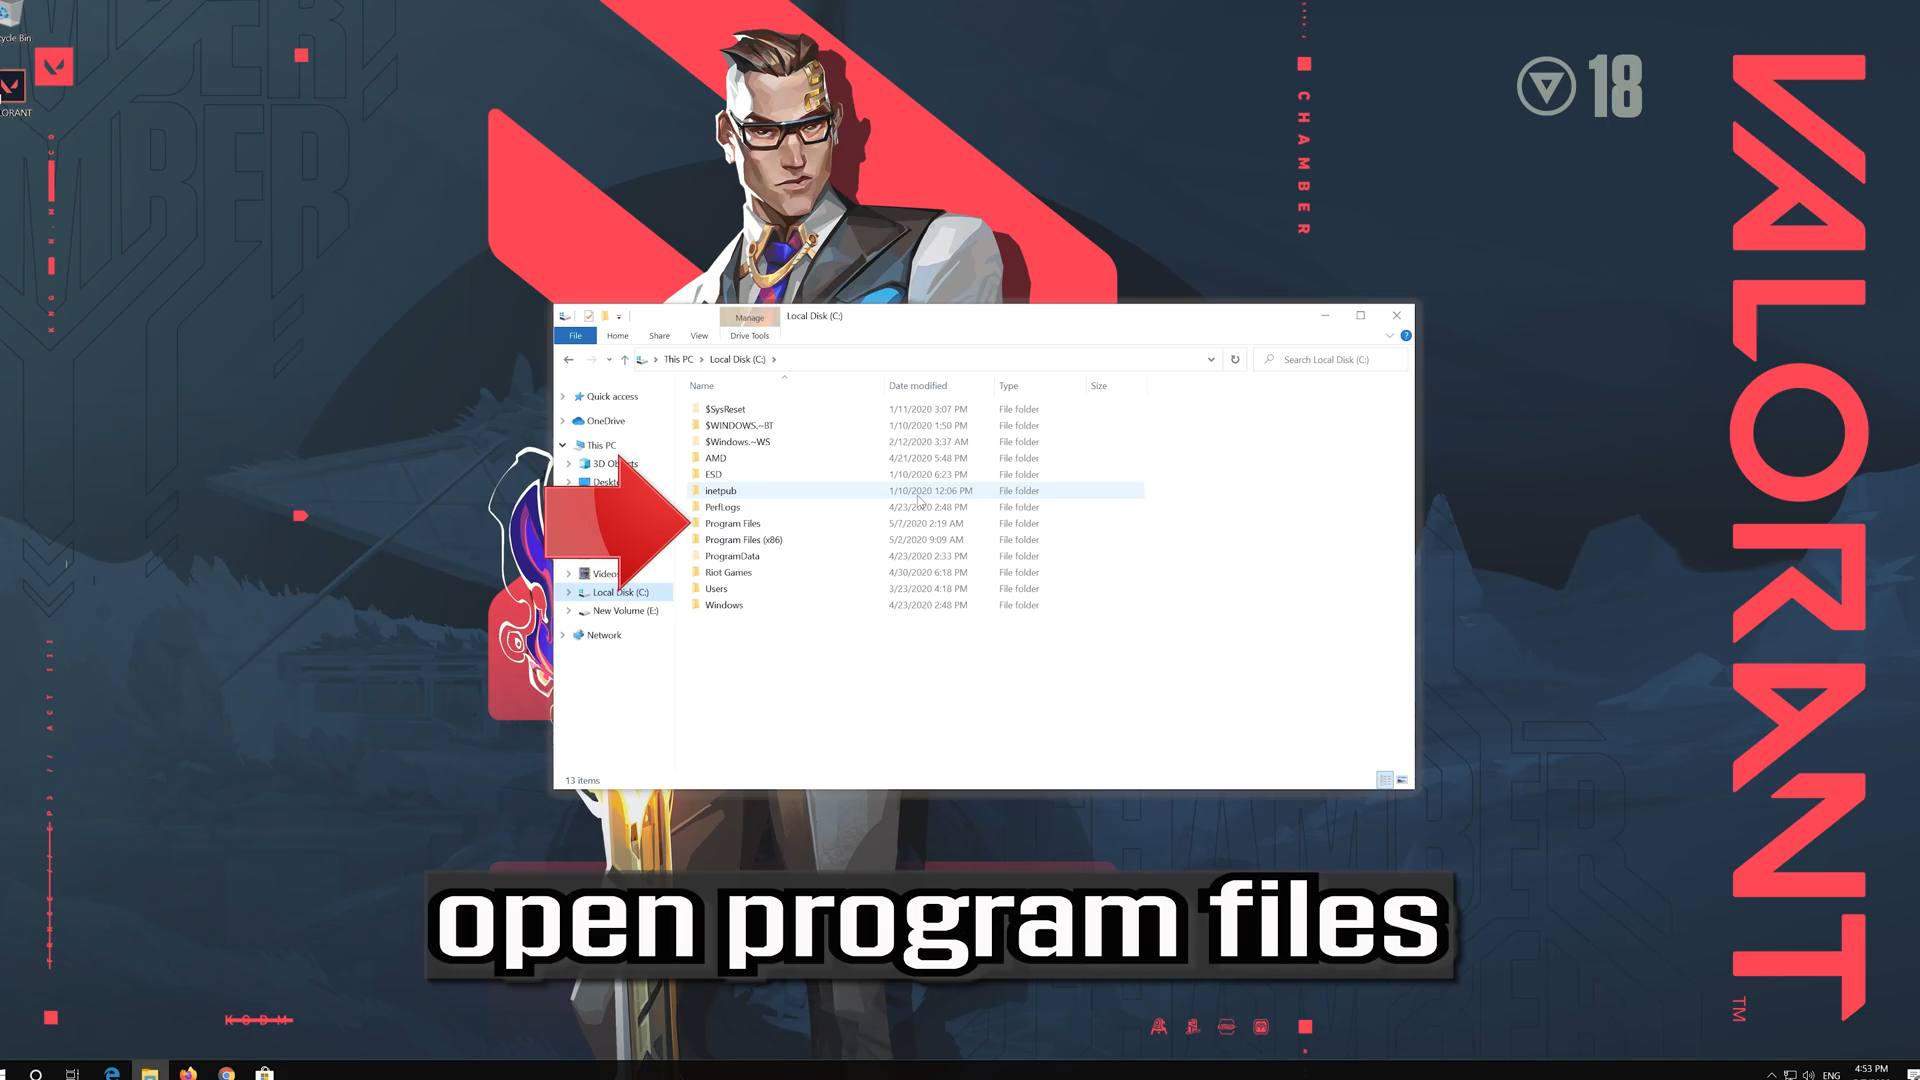 cycle Bin
LORANT
CHAMBER
18
VALORANT
TM
Manage
Local Disk (C:)
File
Home
Share
View
Drive Tools
This PC
Local Disk (C:)
Search Local Disk (C:)
Name
Date modified
Type
Size
Quick access
OneDrive
This PC
3D Objects
Videos
Local Disk (C:)
New Volume (E:)
Network
$SysReset 1/11/2020 3:07 PM File folder
$WINDOWS.~BT 1/10/2020 1:50 PM File folder
$Windows.~WS 2/12/2020 3:37 AM File folder
AMD 4/21/2020 5:48 PM File folder
ESD 1/10/2020 6:23 PM File folder
inetpub 1/10/2020 12:06 PM File folder
PerfLogs 4/23/2020 2:48 PM File folder
Program Files 5/7/2020 2:19 AM File folder
Program Files (x86) 5/2/2020 9:09 AM File folder
ProgramData 4/23/2020 2:33 PM File folder
Riot Games 4/30/2020 6:18 PM File folder
Users 3/23/2020 4:18 PM File folder
Windows 4/23/2020 2:48 PM File folder
13 items
open program files
ENG
4:53 PM